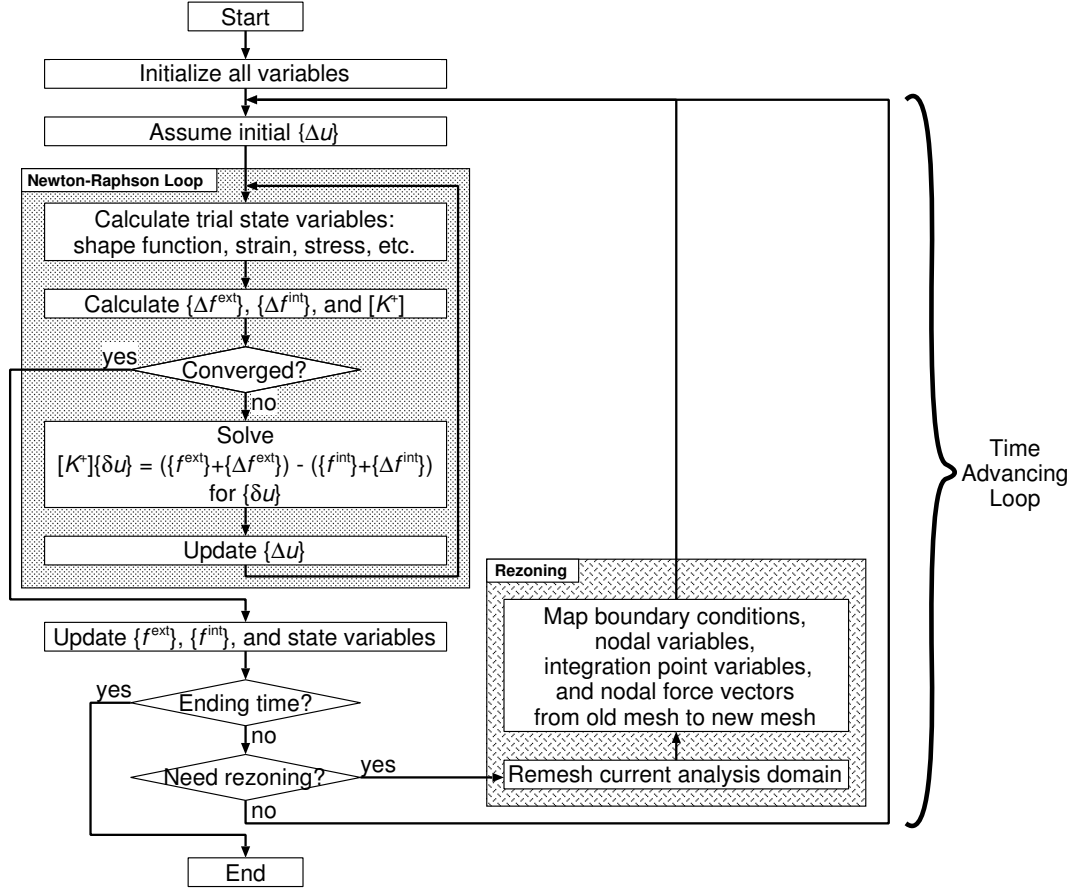 Start
Initialize all variables
Assume initial {Δu}
Newton-Raphson Loop
Calculate trial state variables:
shape function, strain, stress, etc.
Calculate {Δf^ext}, {Δf^int}, and [K⁺]
yes
Converged?
no
Solve
[K⁺]{δu} = ({f^ext}+{Δf^ext}) - ({f^int}+{Δf^int})
for {δu}
Update {Δu}
Update {f^ext}, {f^int}, and state variables
yes
Ending time?
no
Need rezoning?
yes
no
End
Rezoning
Map boundary conditions,
nodal variables,
integration point variables,
and nodal force vectors
from old mesh to new mesh
Remesh current analysis domain
Time
Advancing
Loop